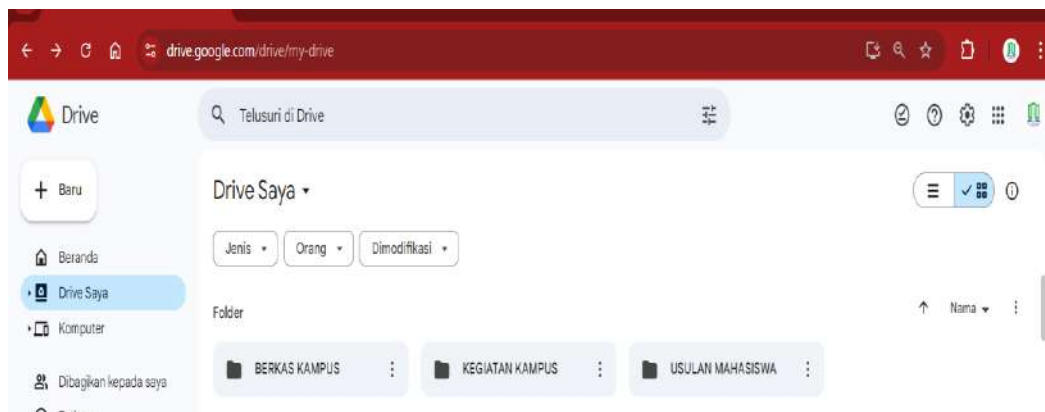 drive.google.com/drive/my-drive
Drive
Telusuri di Drive
Baru
Drive Saya
Jenis
Orang
Dimodifikasi
Beranda
Drive Saya
Komputer
Folder
Nama
BERKAS KAMPUS
KEGIATAN KAMPUS
USULAN MAHASISWA
Dibagikan kepada saya